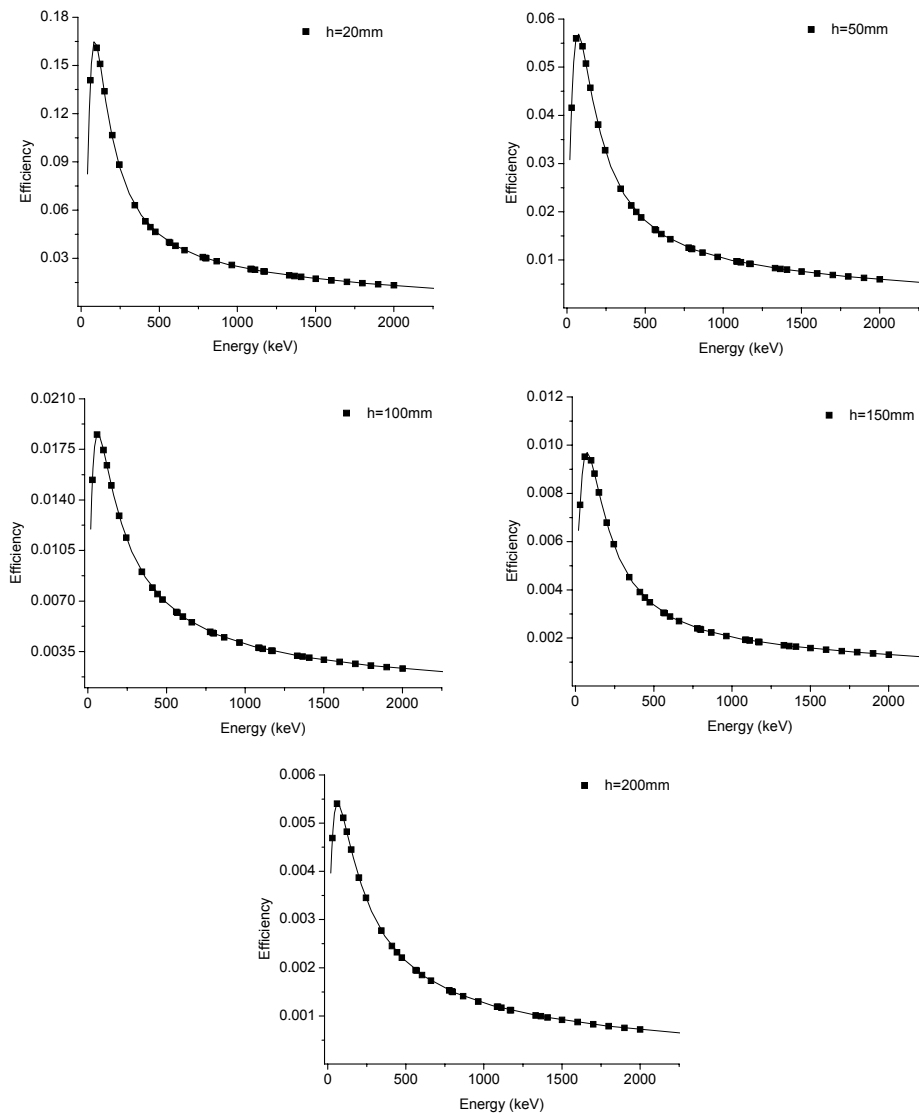 h=20mm
0.18
0.15
0.12
0.09
0.06
0.03
Efficiency
0 500 1000 1500 2000
Energy (keV)
h=50mm
0.06
0.05
0.04
0.03
0.02
0.01
Efficiency
0 500 1000 1500 2000
Energy (keV)
h=100mm
0.0210
0.0175
0.0140
0.0105
0.0070
0.0035
Efficiency
0 500 1000 1500 2000
Energy (keV)
h=150mm
0.012
0.010
0.008
0.006
0.004
0.002
Efficiency
0 500 1000 1500 2000
Energy (keV)
h=200mm
0.006
0.005
0.004
0.003
0.002
0.001
Efficiency
0 500 1000 1500 2000
Energy (keV)